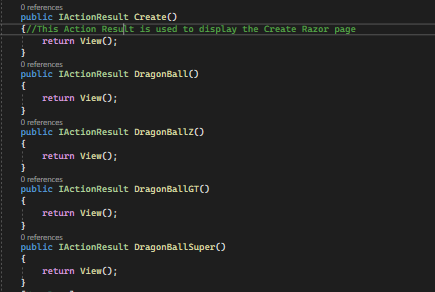 0 references
public IActionResult Create()
{//This Action Result is used to display the Create Razor page
return View();
}
0 references
public IActionResult DragonBall()
{
return View();
}
0 references
public IActionResult DragonBallZ()
{
return View();
}
0 references
public IActionResult DragonBallGT()
{
return View();
}
0 references
public IActionResult DragonBallSuper()
{
return View();
}